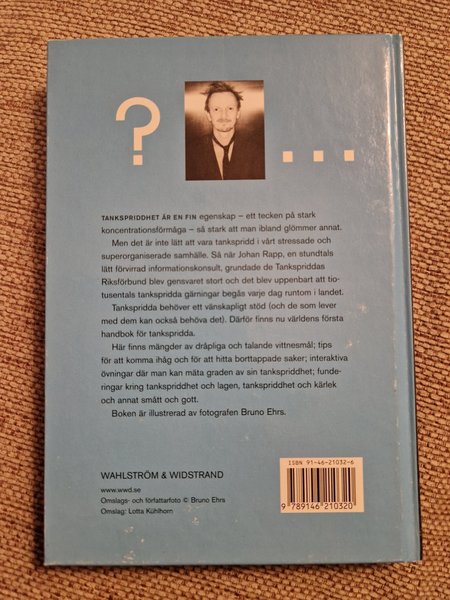 ? ...
TANKSPRIDDHET ÄR EN FIN egenskap – ett tecken på stark
koncentrationsförmåga – så stark att man ibland glömmer annat.
Men det är inte lätt att vara tankspridd i vårt stressade och
superorganiserade samhälle. Så när Johan Rapp, en stundtals
lätt förvirrad informationskonsult, grundade de Tankspriddas
Riksförbund blev gensvaret stort och det blev uppenbart att tio-
tusentals tankspridda gärningar begås varje dag runtom i landet.
Tankspridda behöver ett vänskapligt stöd (och de som lever
med dem kan också behöva det). Därför finns nu världens första
handbok för tankspridda.
Här finns mängder av dråpliga och talande vittnesmål; tips
för att komma ihåg och för att hitta borttappade saker; interaktiva
övningar där man kan mäta graden av sin tankspriddhet; funde-
ringar kring tankspriddhet och lagen, tankspriddhet och kärlek
och annat smått och gott.
Boken är illustrerad av fotografen Bruno Ehrs.
WAHLSTRÖM & WIDSTRAND
www.wwd.se
Omslags- och författarfoto © Bruno Ehrs
Omslag: Lotta Kühlhorn
ISBN 91-46-21032-6
9 789146 210320